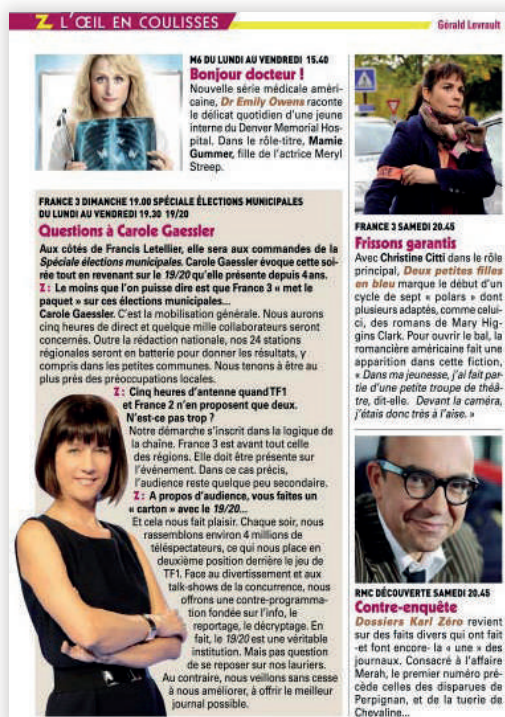 Z L'ŒIL EN COULISSES
Gérald Levrault
M6 DU LUNDI AU VENDREDI 15.40
Bonjour docteur !
Nouvelle série médicale améri-
caine, Dr Emily Owens raconte
le délicat quotidien d'une jeune
interne du Denver Memorial Hos-
pital. Dans le rôle-titre, Mamie
Gummer, fille de l'actrice Meryl
Streep.
FRANCE 3 DIMANCHE 19.00 SPÉCIALE ÉLECTIONS MUNICIPALES
DU LUNDI AU VENDREDI 19.30 19/20
Questions à Carole Gaessler
Aux côtés de Francis Letellier, elle sera aux commandes de la
Spéciale élections municipales. Carole Gaessler évoque cette soi-
rée tout en revenant sur le 19/20 qu'elle présente depuis 4 ans.
Z : Le moins que l'on puisse dire est que France 3 « met le
paquet » sur ces élections municipales...
Carole Gaessler. C'est la mobilisation générale. Nous aurons
cinq heures de direct et quelque mille collaborateurs seront
concernés. Outre la rédaction nationale, nos 24 stations
régionales seront en batterie pour donner les résultats, y
compris dans les petites communes. Nous tenons à être au
plus près des préoccupations locales.
Z : Cinq heures d'antenne quand TF1
et France 2 n'en proposent que deux.
N'est-ce pas trop ?
Notre démarche s'inscrit dans la logique de
la chaîne. France 3 est avant tout celle
des régions. Elle doit être présente sur
l'événement. Dans ce cas précis,
l'audience reste quelque peu secondaire.
Z : A propos d'audience, vous faites un
« carton » avec le 19/20...
Et cela nous fait plaisir. Chaque soir, nous
rassemblons environ 4 millions de
téléspectateurs, ce qui nous place en
deuxième position derrière le jeu de
TF1. Face au divertissement et aux
talk-shows de la concurrence, nous
offrons une contre-programma-
tion fondée sur l'info, le
reportage, le décryptage. En
fait, le 19/20 est une véritable
institution. Mais pas question
de se reposer sur nos lauriers.
Au contraire, nous veillons sans cesse
à nous améliorer, à offrir le meilleur
journal possible.
FRANCE 3 SAMEDI 20.45
Frissons garantis
Avec Christine Citti dans le rôle
principal, Deux petites filles
en bleu marque le début d'un
cycle de sept « polars » dont
plusieurs adaptés, comme celui-
ci, des romans de Mary Hig-
gins Clark. Pour ouvrir le bal, la
romancière américaine fait une
apparition dans cette fiction,
« Dans ma jeunesse, j'ai fait par-
tie d'une petite troupe de théâ-
tre, dit-elle. Devant la caméra,
j'étais donc très à l'aise. »
RMC DÉCOUVERTE SAMEDI 20.45
Contre-enquête
Dossiers Karl Zéro revient
sur des faits divers qui ont fait
-et font encore- la « une » des
journaux. Consacré à l'affaire
Merah, le premier numéro pré-
cède celles des disparues de
Perpignan, et de la tuerie de
Chevaline...